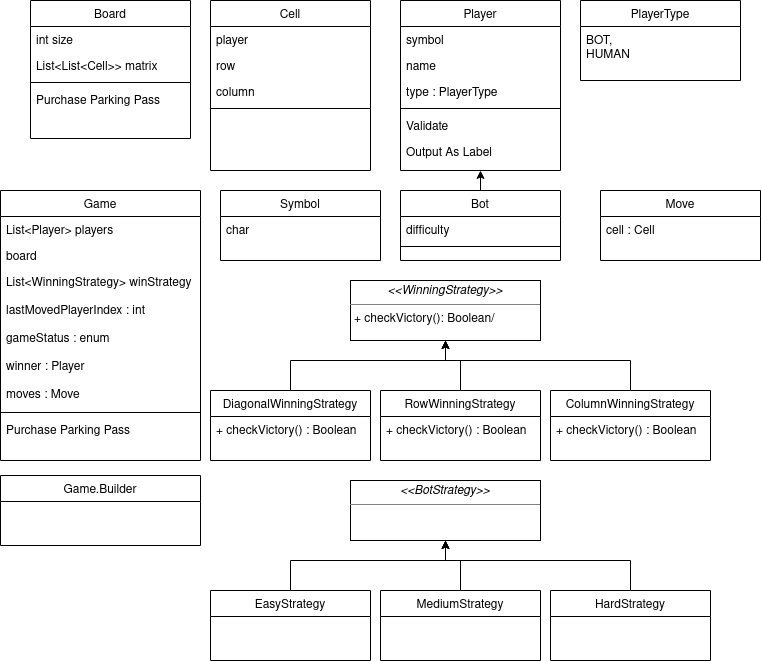 Board
int size
List<List<Cell>> matrix
Purchase Parking Pass
Cell
player
row
column
Player
symbol
name
type : PlayerType
Validate
Output As Label
PlayerType
BOT,
HUMAN
Game
List<Player> players
board
List<WinningStrategy> winStrategy
lastMovedPlayerIndex : int
gameStatus : enum
winner : Player
moves : Move
Purchase Parking Pass
Symbol
char
Bot
difficulty
Move
cell : Cell
<<WinningStrategy>>
+ checkVictory(): Boolean/
DiagonalWinningStrategy
+ checkVictory() : Boolean
RowWinningStrategy
+ checkVictory() : Boolean
ColumnWinningStrategy
+ checkVictory() : Boolean
Game.Builder
<<BotStrategy>>
EasyStrategy
MediumStrategy
HardStrategy